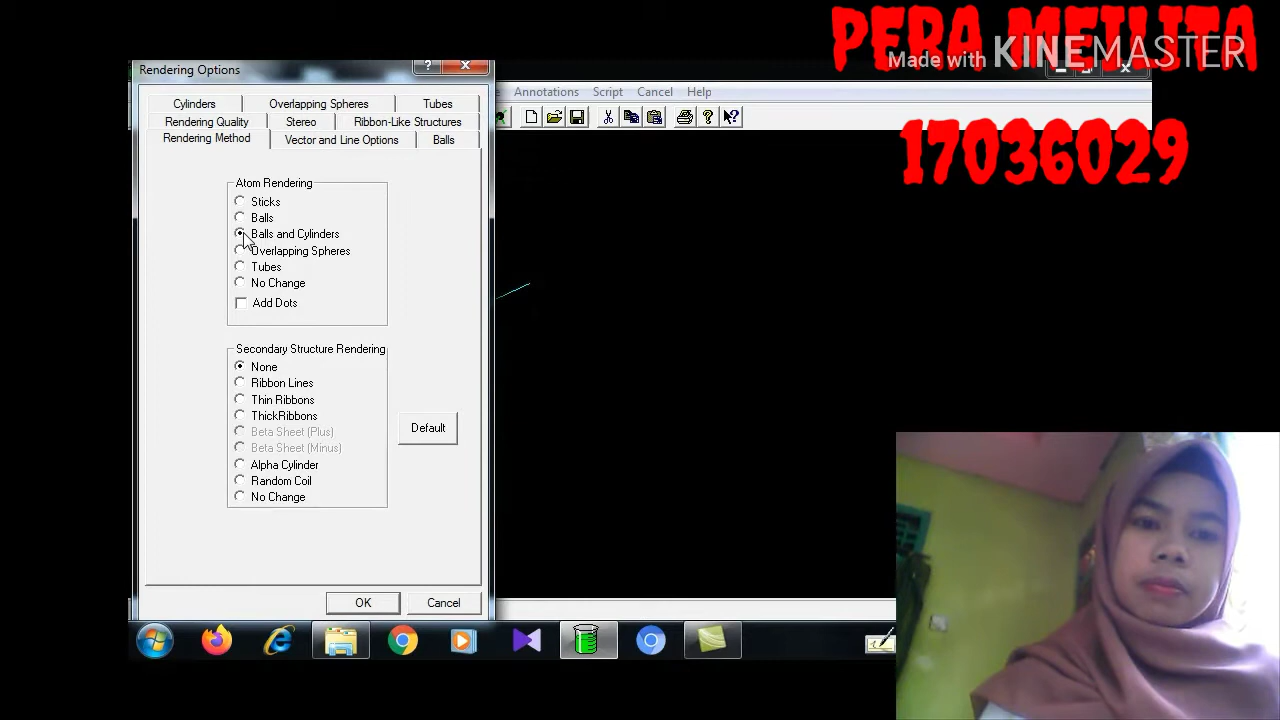 PERA MEILITA
Made with KINEMASTER
17036029
Rendering Options
Annotations Script Cancel Help
Cylinders Overlapping Spheres Tubes
Rendering Quality Stereo Ribbon-Like Structures
Rendering Method Vector and Line Options Balls
Atom Rendering
Sticks
Balls
Balls and Cylinders
Overlapping Spheres
Tubes
No Change
Add Dots
Secondary Structure Rendering
None
Ribbon Lines
Thin Ribbons
ThickRibbons
Beta Sheet (Plus)
Beta Sheet (Minus)
Alpha Cylinder
Random Coil
No Change
Default
OK Cancel